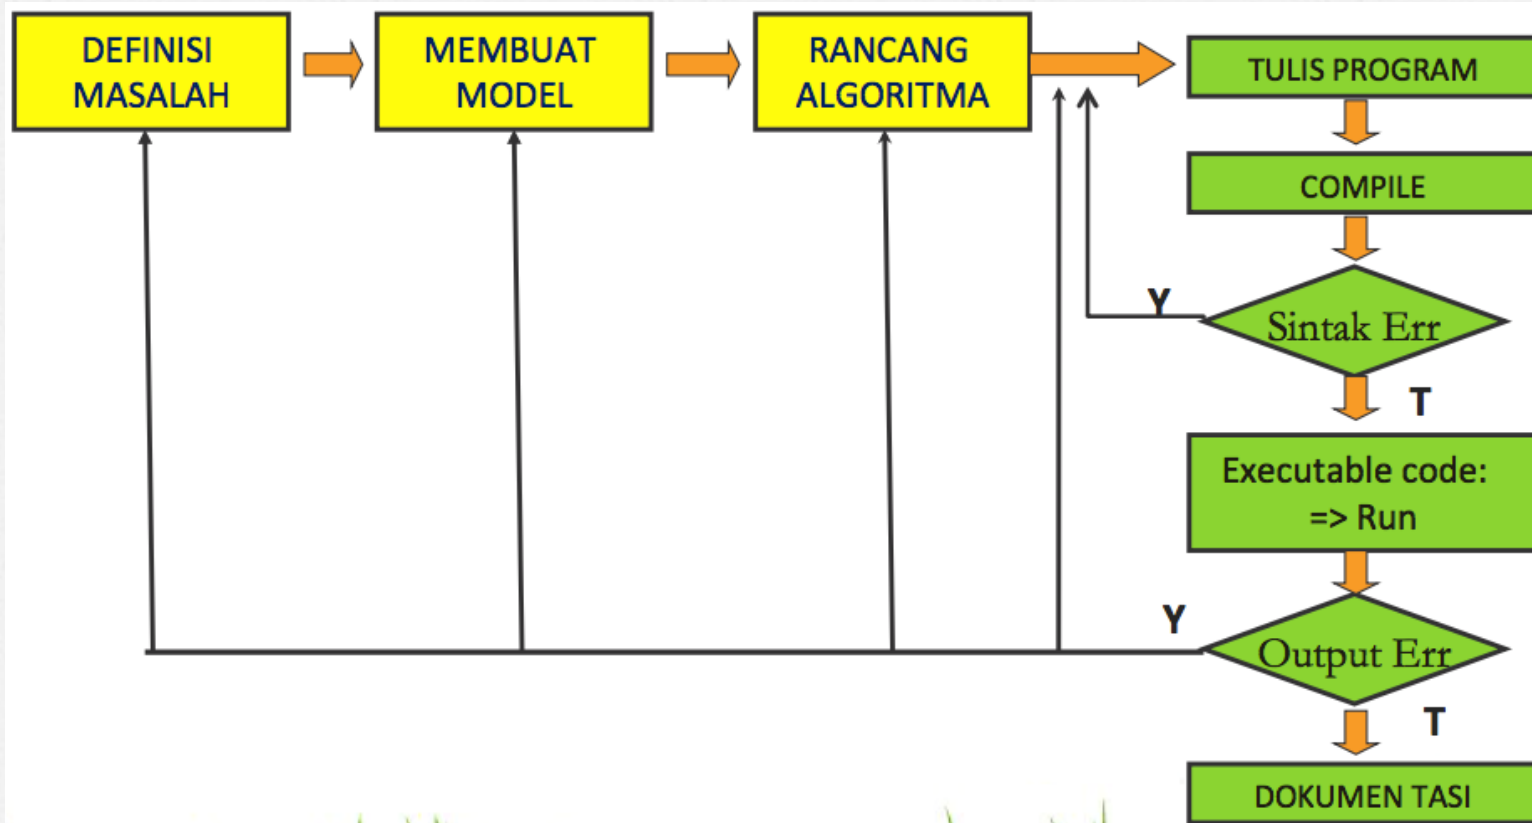 DEFINISI
MASALAH
MEMBUAT
MODEL
RANCANG
ALGORITMA
TULIS PROGRAM
COMPILE
Y
Sintak Err
T
Executable code:
=> Run
Y
Output Err
T
DOKUMEN TASI